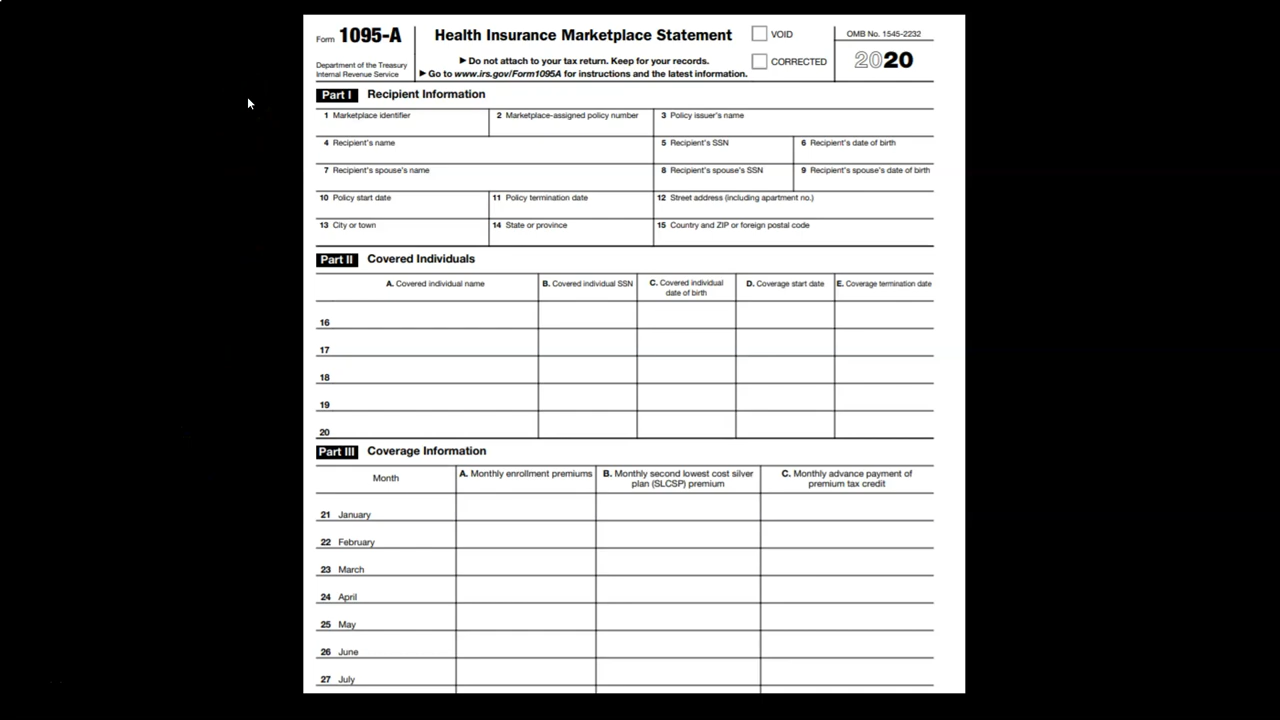 Form 1095-A
Department of the Treasury
Internal Revenue Service
Health Insurance Marketplace Statement
▶ Do not attach to your tax return. Keep for your records.
▶ Go to www.irs.gov/Form1095A for instructions and the latest information.
VOID
CORRECTED
OMB No. 1545-2232
2020
Part I Recipient Information
1 Marketplace identifier 2 Marketplace-assigned policy number 3 Policy issuer's name
4 Recipient's name 5 Recipient's SSN 6 Recipient's date of birth
7 Recipient's spouse's name 8 Recipient's spouse's SSN 9 Recipient's spouse's date of birth
10 Policy start date 11 Policy termination date 12 Street address (including apartment no.)
13 City or town 14 State or province 15 Country and ZIP or foreign postal code
Part II Covered Individuals
A. Covered individual name B. Covered individual SSN C. Covered individual date of birth D. Coverage start date E. Coverage termination date
16
17
18
19
20
Part III Coverage Information
Month A. Monthly enrollment premiums B. Monthly second lowest cost silver plan (SLCSP) premium C. Monthly advance payment of premium tax credit
21 January
22 February
23 March
24 April
25 May
26 June
27 July